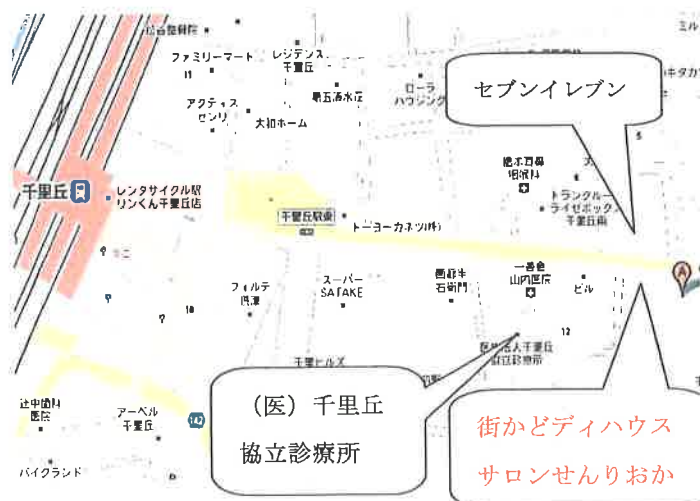 ファミリーマート
11
レジデンス
千里丘
アクティス
センリ
大和ホーム
ローラ
ハウジング
セブンイレブン
5
千里丘
レンタサイクル駅
リンくん千里丘店
千里丘駅東
トーヨーカネツ(株)
トランクルーム
ライゼボックス
千里丘南
A
フォルテ
摂津
スーパー
SATAKE
一番会
山内医院
ビル
10
12
千里ヒルズ
辻中歯科
医院
アーベル
千里丘
142
バイクランド
(医)千里丘
協立診療所
街かどディハウス
サロンせんりおか